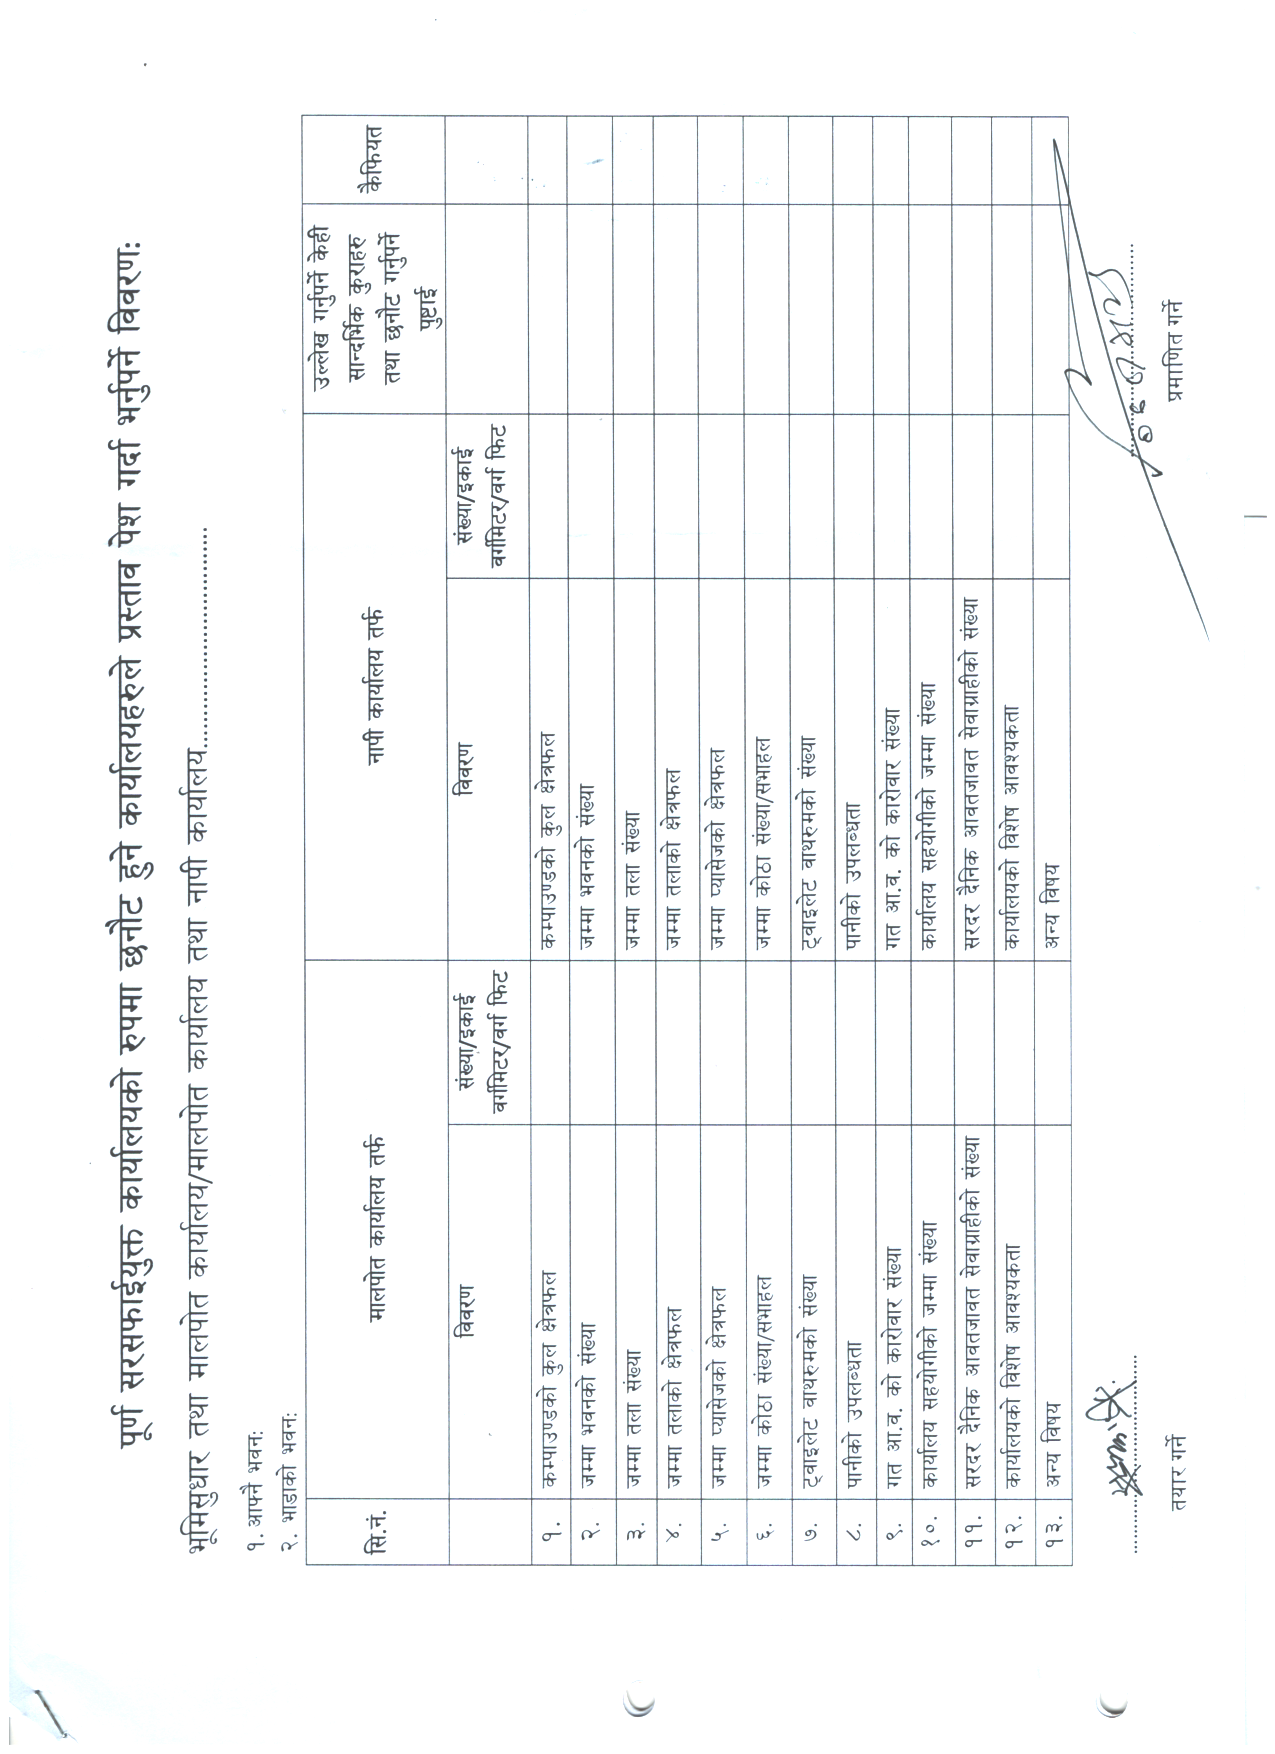 पूर्ण सरसफाईयुक्त कार्यालयको रुपमा छनौट हुने कार्यालयहरुले प्रस्ताव पेश गर्दा भर्नुपर्ने विवरण:
भूमिसुधार तथा मालपोत कार्यालय/मालपोत कार्यालय तथा नापी कार्यालय.......................................
१. आफ्नै भवन:
२. भाडाको भवन:
सि.नं. मालपोत कार्यालय तर्फ नापी कार्यालय तर्फ उल्लेख गर्नुपर्ने केही सान्दर्भिक कुराहरु तथा छनौट गर्नुपर्ने पुष्टाई कैफियत
विवरण संख्या/इकाई वर्गमिटर/वर्ग फिट विवरण संख्या/इकाई वर्गमिटर/वर्ग फिट
१. कम्पाउण्डको कुल क्षेत्रफल कम्पाउण्डको कुल क्षेत्रफल
२. जम्मा भवनको संख्या जम्मा भवनको संख्या
३. जम्मा तला संख्या जम्मा तला संख्या
४. जम्मा तलाको क्षेत्रफल जम्मा तलाको क्षेत्रफल
५. जम्मा प्यासेजको क्षेत्रफल जम्मा प्यासेजको क्षेत्रफल
६. जम्मा कोठा संख्या/सभाहल जम्मा कोठा संख्या/सभाहल
७. ट्वाइलेट वाथरुमको संख्या ट्वाइलेट वाथरुमको संख्या
८. पानीको उपलब्धता पानीको उपलब्धता
९. गत आ.व. को कारोवार संख्या गत आ.व. को कारोवार संख्या
१०. कार्यालय सहयोगीको जम्मा संख्या कार्यालय सहयोगीको जम्मा संख्या
११. सरदर दैनिक आवतजावत सेवाग्राहीको संख्या सरदर दैनिक आवतजावत सेवाग्राहीको संख्या
१२. कार्यालयको विशेष आवश्यकता कार्यालयको विशेष आवश्यकता
१३. अन्य विषय अन्य विषय
तयार गर्ने प्रमाणित गर्ने